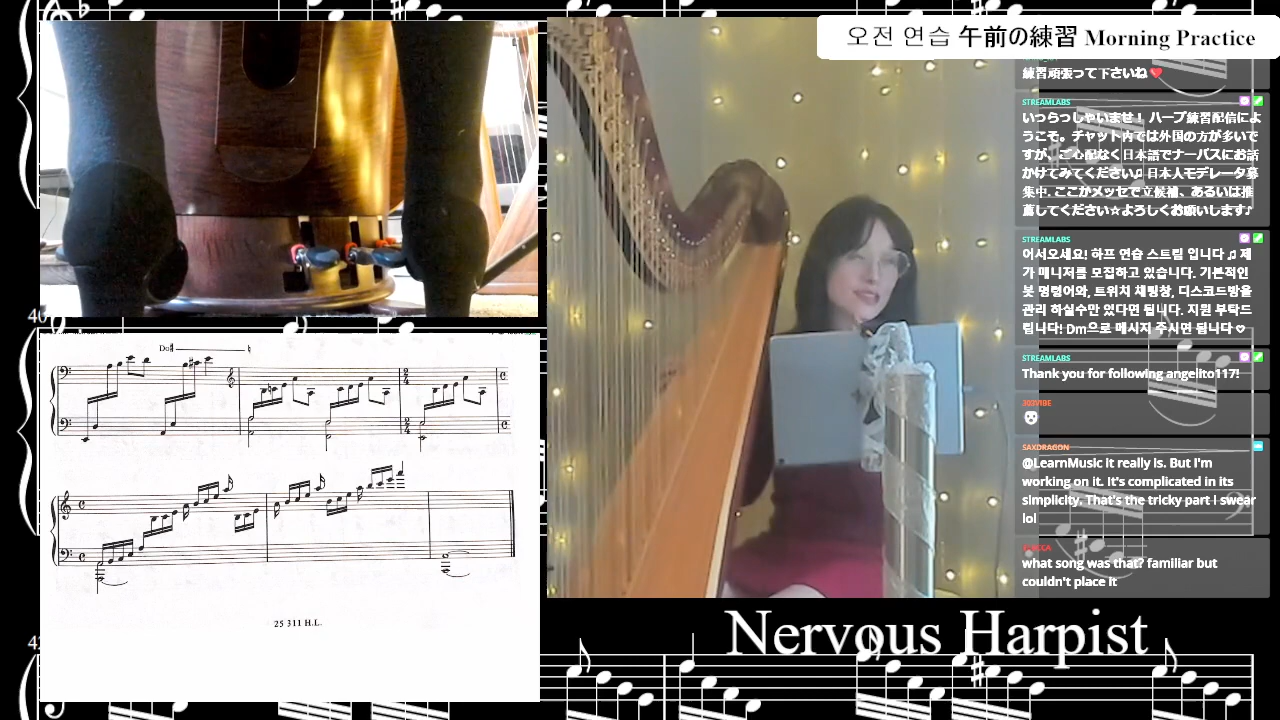 오전 연습 午前の練習 Morning Practice
練習頑張って下さいね
STREAMLABS
いらっしゃいませ！ ハープ練習配信によ
うこそ。チャット内では外国の方が多いで
すが、ご心配なく日本語でナーバスにお話
かけてみてください♫ 日本人モデレータ募
集中. ここかメッセで立候補、あるいは推
薦してください☆よろしくお願いします♪
STREAMLABS
어서오세요! 하프 연습 스트림 입니다 ♫ 제
가 매니저를 모집하고 있습니다. 기본적인
봇 명령어와, 트위치 채팅창, 디스코드방을
관리 하실수만 있다면 됩니다. 지원 부탁드
립니다! Dm으로 메시지 주시면 됩니다 ♡
STREAMLABS
Thank you for following angelito117!
303VIBE
SAXDRAGON
@LearnMusic it really is. But I'm
working on it. It's complicated in its
simplicity. That's the tricky part I swear
lol
what song was that? familiar but
couldn't place it
Do#
25 311 H.L.
Nervous Harpist